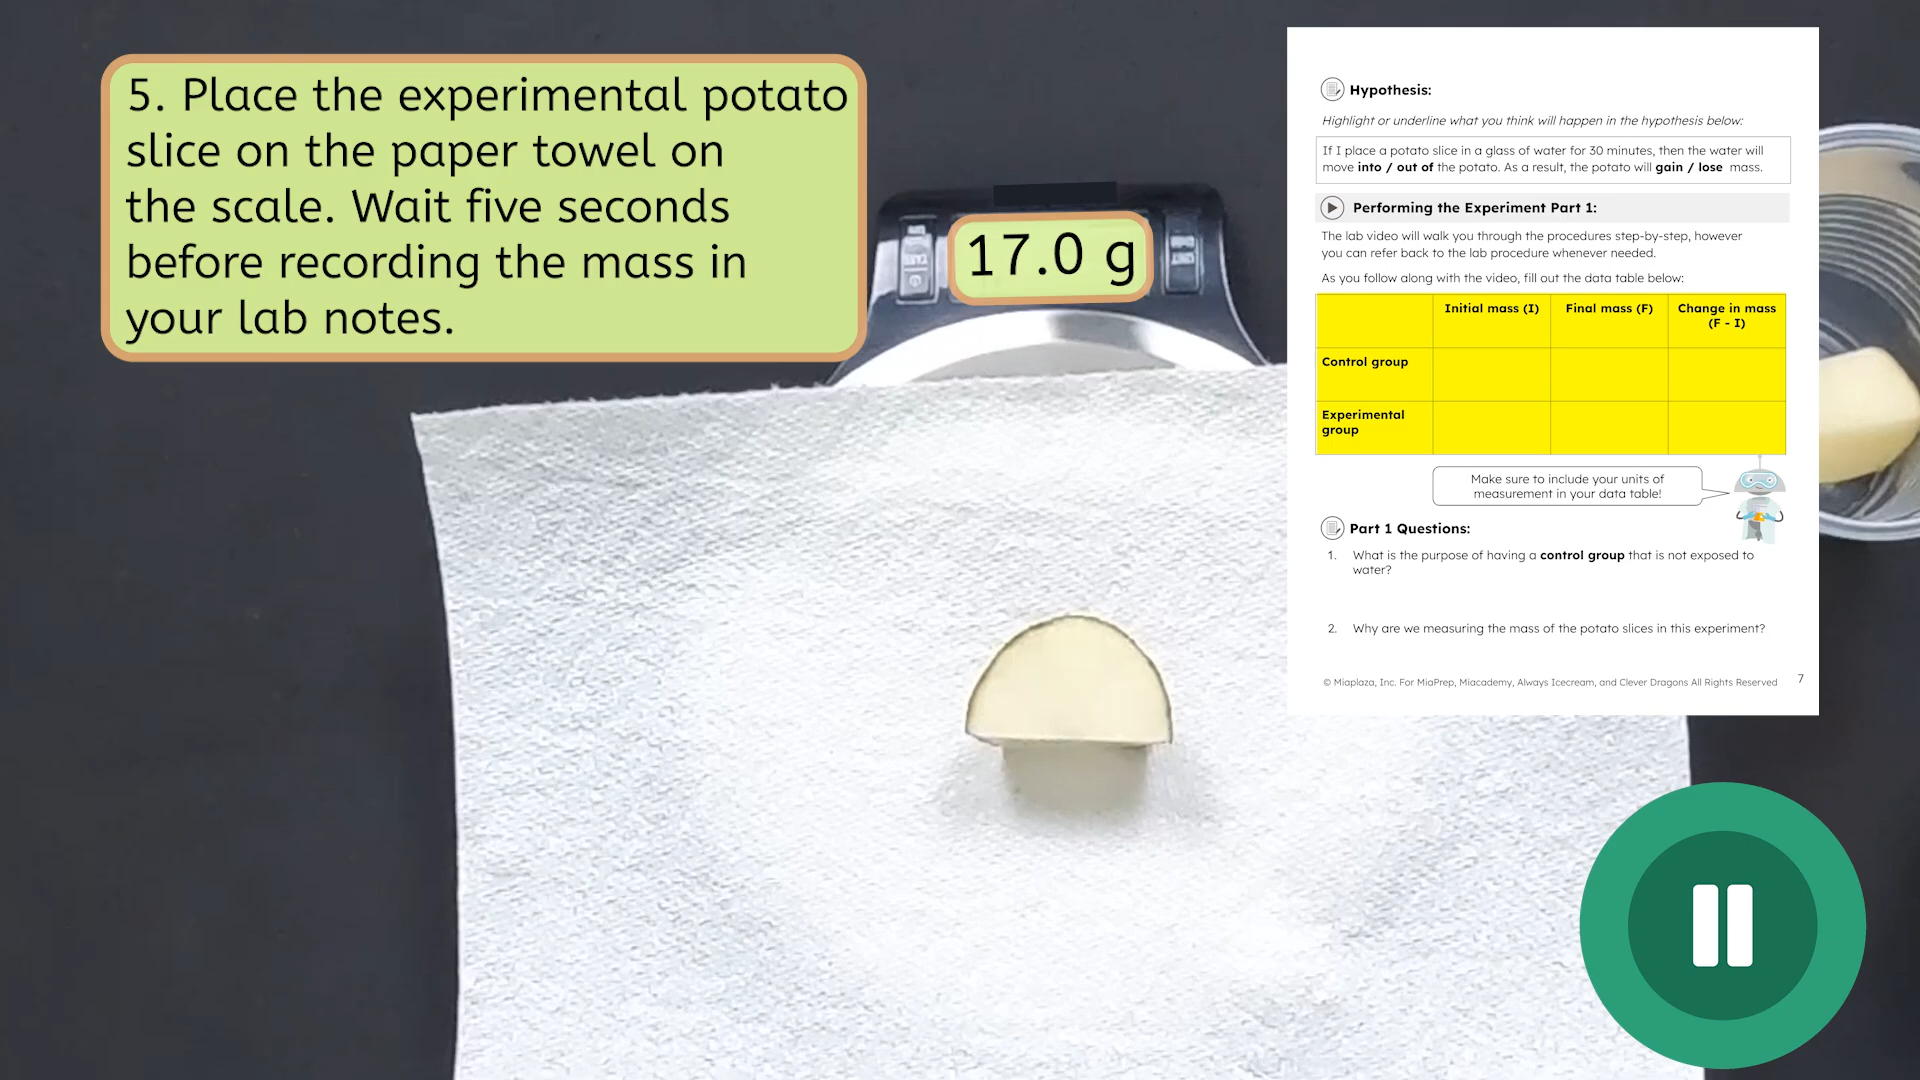 5. Place the experimental potato
slice on the paper towel on
the scale. Wait five seconds
before recording the mass in
your lab notes.
17.0 g
Hypothesis:
Highlight or underline what you think will happen in the hypothesis below:
If I place a potato slice in a glass of water for 30 minutes, then the water will
move into / out of the potato. As a result, the potato will gain / lose mass.
Performing the Experiment Part 1:
The lab video will walk you through the procedures step-by-step, however
you can refer back to the lab procedure whenever needed.
As you follow along with the video, fill out the data table below:
Initial mass (I) Final mass (F) Change in mass
(F - I)
Control group
Experimental
group
Make sure to include your units of
measurement in your data table!
Part 1 Questions:
1. What is the purpose of having a control group that is not exposed to
water?
2. Why are we measuring the mass of the potato slices in this experiment?
© Miaplaza, Inc. For MiaPrep, Miacademy, Always Icecream, and Clever Dragons All Rights Reserved 7